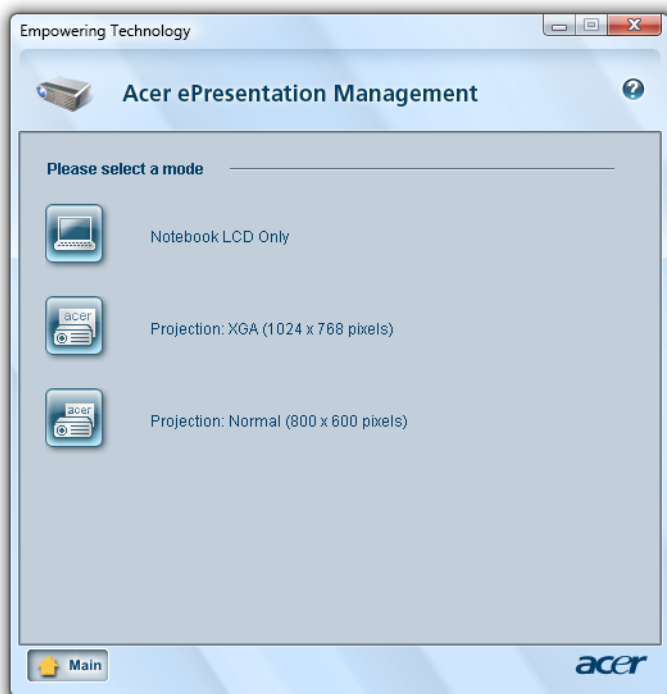 Empowering Technology
Acer ePresentation Management
?
Please select a mode
Notebook LCD Only
acer
Projection: XGA (1024 x 768 pixels)
acer
Projection: Normal (800 x 600 pixels)
Main
acer